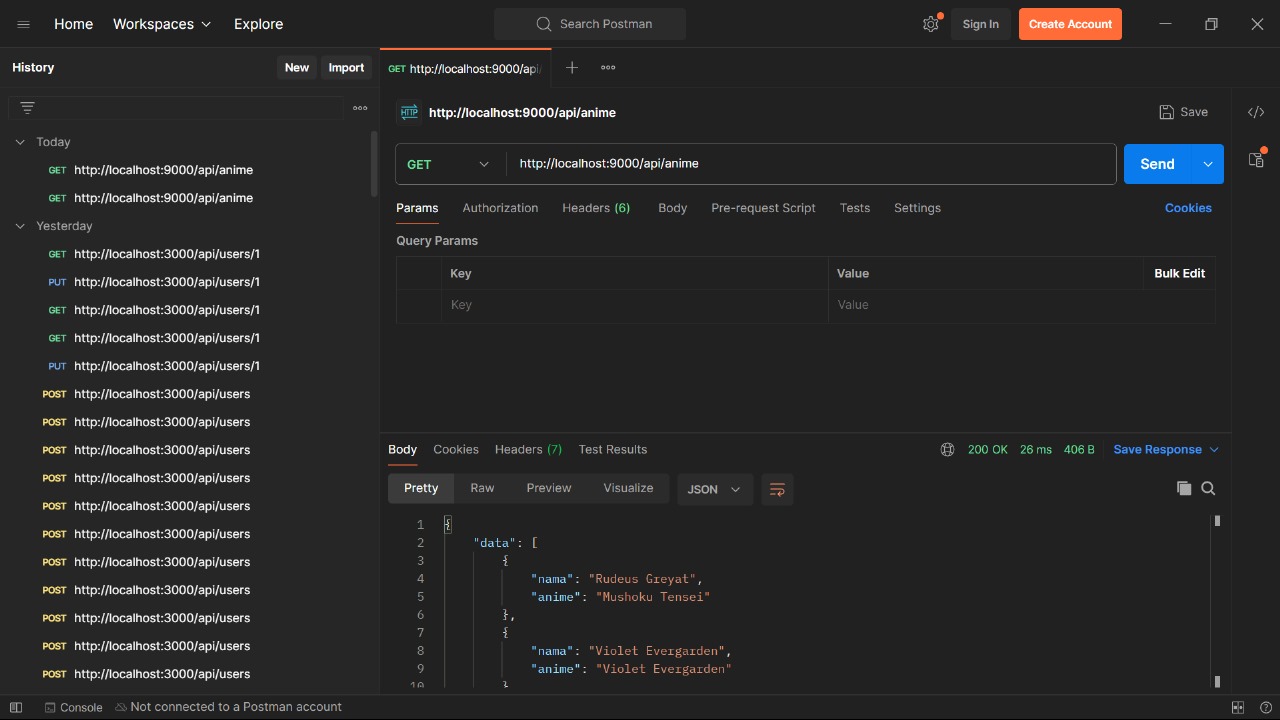 Home Workspaces Explore Search Postman Sign In Create Account
History New Import
GET http://localhost:9000/api/
Today
GET http://localhost:9000/api/anime
GET http://localhost:9000/api/anime
Yesterday
GET http://localhost:3000/api/users/1
PUT http://localhost:3000/api/users/1
GET http://localhost:3000/api/users/1
GET http://localhost:3000/api/users/1
PUT http://localhost:3000/api/users/1
POST http://localhost:3000/api/users
POST http://localhost:3000/api/users
POST http://localhost:3000/api/users
POST http://localhost:3000/api/users
POST http://localhost:3000/api/users
POST http://localhost:3000/api/users
POST http://localhost:3000/api/users
POST http://localhost:3000/api/users
POST http://localhost:3000/api/users
POST http://localhost:3000/api/users
POST http://localhost:3000/api/users
HTTP http://localhost:9000/api/anime Save </>
GET http://localhost:9000/api/anime Send
Params Authorization Headers (6) Body Pre-request Script Tests Settings Cookies
Query Params
Key Value Bulk Edit
Key Value
Body Cookies Headers (7) Test Results 200 OK 26 ms 406 B Save Response
Pretty Raw Preview Visualize JSON
1 {
2 "data": [
3 {
4 "nama": "Rudeus Greyat",
5 "anime": "Mushoku Tensei"
6 },
7 {
8 "nama": "Violet Evergarden",
9 "anime": "Violet Evergarden"
10 }
Console Not connected to a Postman account